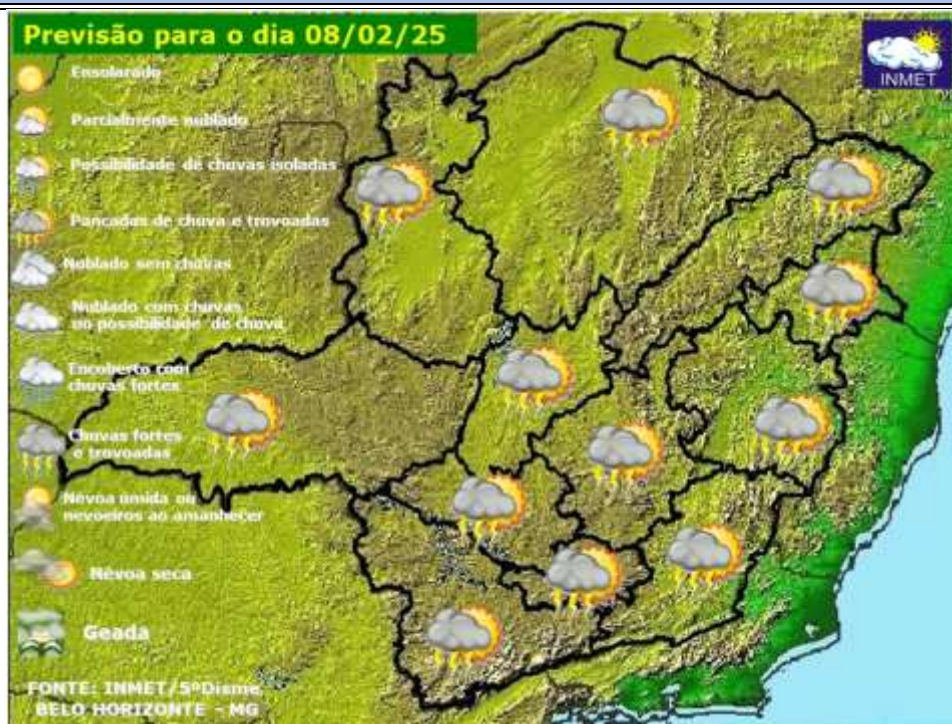 Previsão para o dia 08/02/25
INMET
Ensolarado
Parcialmente nublado
Possibilidade de chuvas isoladas
Pancadas de chuva e trovoadas
Nublado sem chuvas
Nublado com chuvas
ou possibilidade de chuva
Encoberto com
chuvas fortes
Chuvas fortes
e trovoadas
Névoa úmida ou
nevoeiros ao amanhecer
Névoa seca
Geada
FONTE: INMET/5ºDisme
BELO HORIZONTE - MG